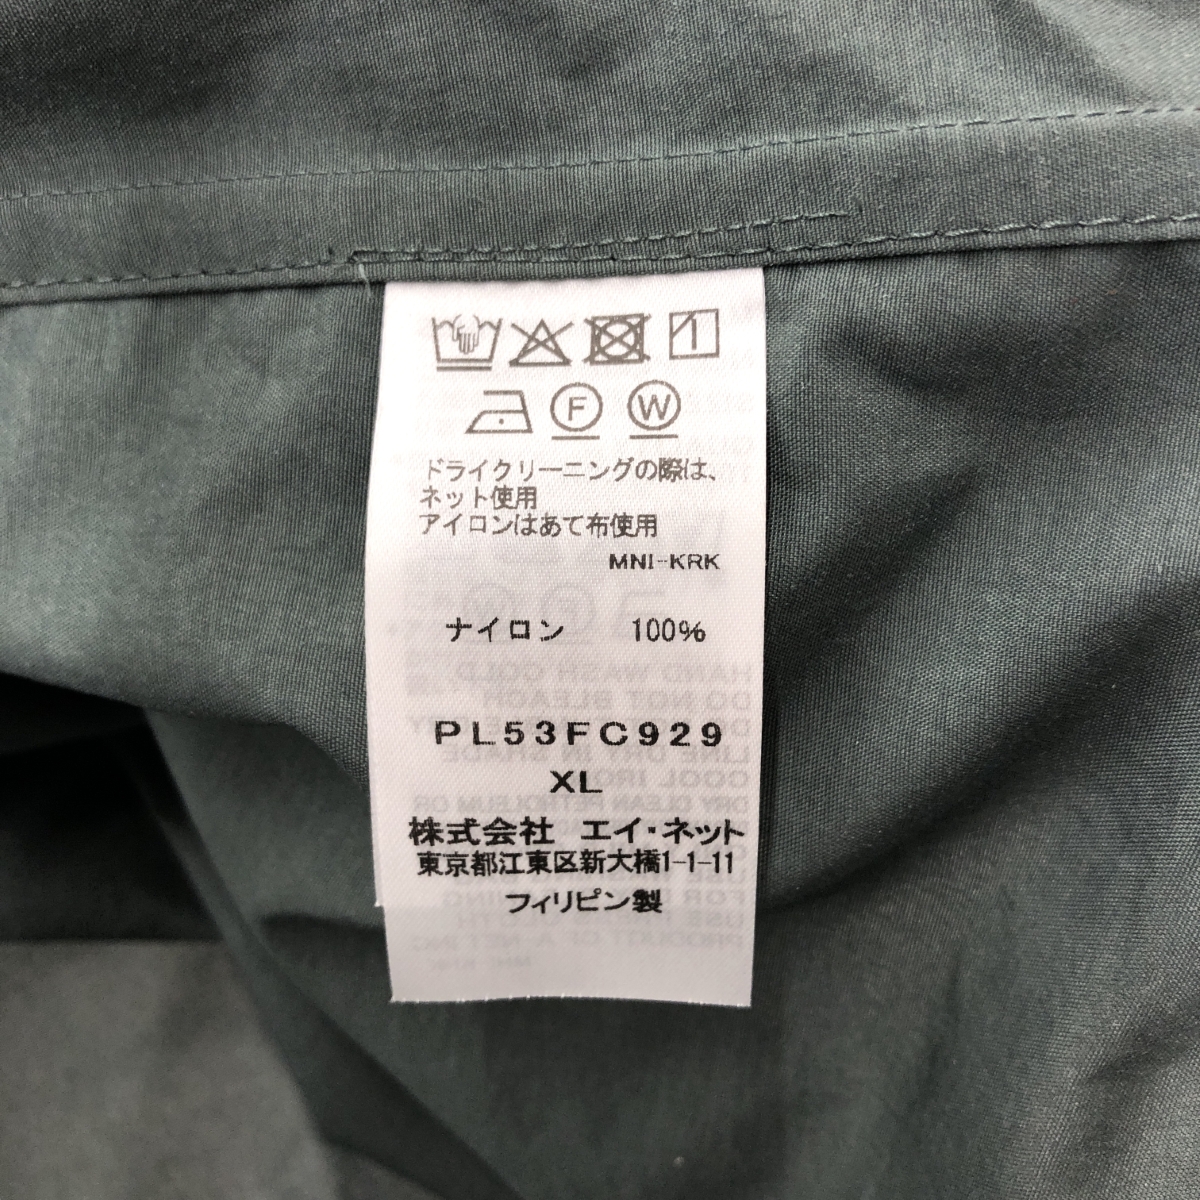 1
F W
ドライクリーニングの際は、
ネット使用
アイロンはあて布使用
MNI-KRK
ナイロン 100%
PL53FC929
XL
株式会社 エイ・ネット
東京都江東区新大橋1-1-11
フィリピン製